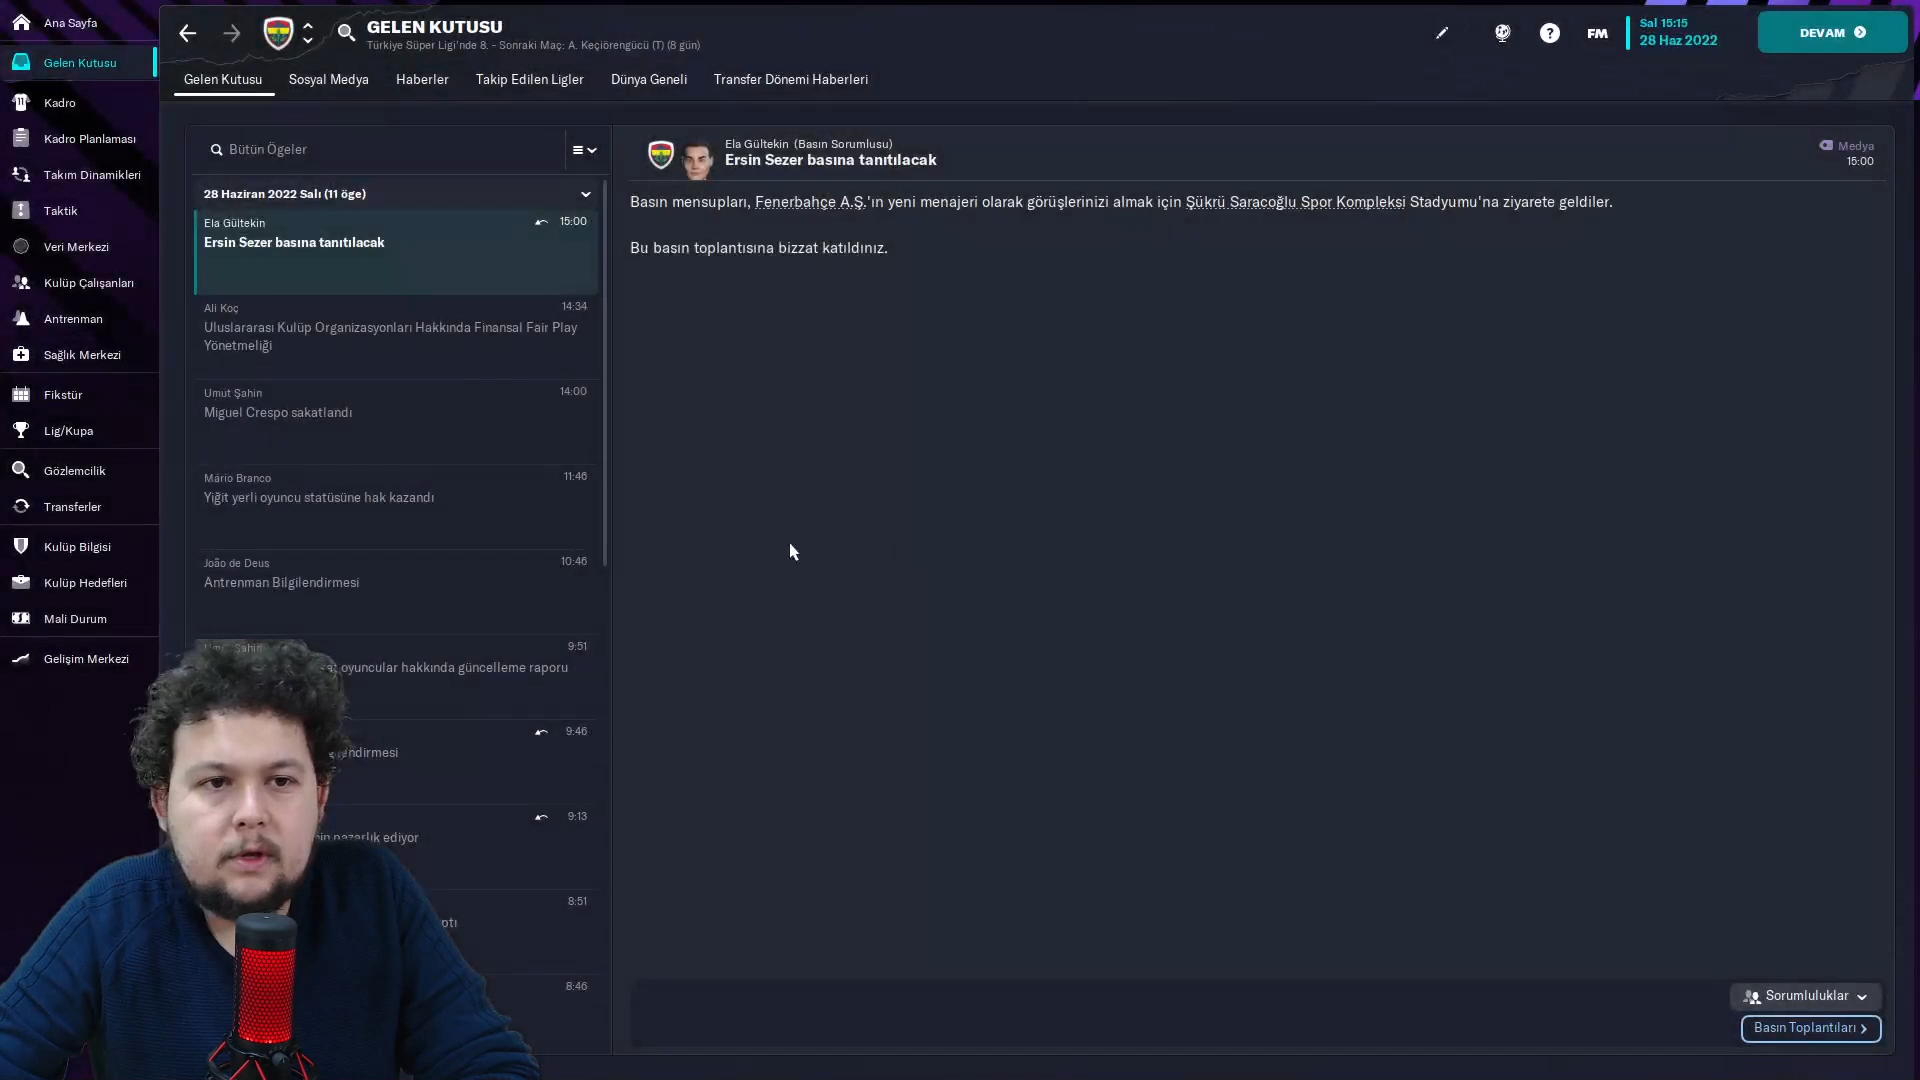 Ana Sayfa
Gelen Kutusu
Kadro
Kadro Planlaması
Takım Dinamikleri
Taktik
Veri Merkezi
Kulüp Çalışanları
Antrenman
Sağlık Merkezi
Fikstür
Lig/Kupa
Gözlemcilik
Transferler
Kulüp Bilgisi
Kulüp Hedefleri
Mali Durum
Gelişim Merkezi
GELEN KUTUSU
Türkiye Süper Ligi'nde 8. - Sonraki Maç: A. Keçiörengücü (T) (8 gün)
FM
Sal 15:15
28 Haz 2022
DEVAM
Gelen Kutusu Sosyal Medya Haberler Takip Edilen Ligler Dünya Geneli Transfer Dönemi Haberleri
Bütün Ögeler
28 Haziran 2022 Salı (11 öge)
Ela Gültekin 15:00
Ersin Sezer basına tanıtılacak
Ali Koç 14:34
Uluslararası Kulüp Organizasyonları Hakkında Finansal Fair Play
Yönetmeliği
Umut Şahin 14:00
Miguel Crespo sakatlandı
Mário Branco 11:46
Yiğit yerli oyuncu statüsüne hak kazandı
João de Deus 10:46
Antrenman Bilgilendirmesi
Umut Şahin 9:51
oyuncular hakkında güncelleme raporu
9:46
9:13
pazarlık ediyor
8:51
8:46
Ela Gültekin (Basın Sorumlusu)
Ersin Sezer basına tanıtılacak
Medya
15:00
Basın mensupları, Fenerbahçe A.Ş.'ın yeni menajeri olarak görüşlerinizi almak için Şükrü Saracoğlu Spor Kompleksi Stadyumu'na ziyarete geldiler.
Bu basın toplantısına bizzat katıldınız.
Sorumluluklar
Basın Toplantıları